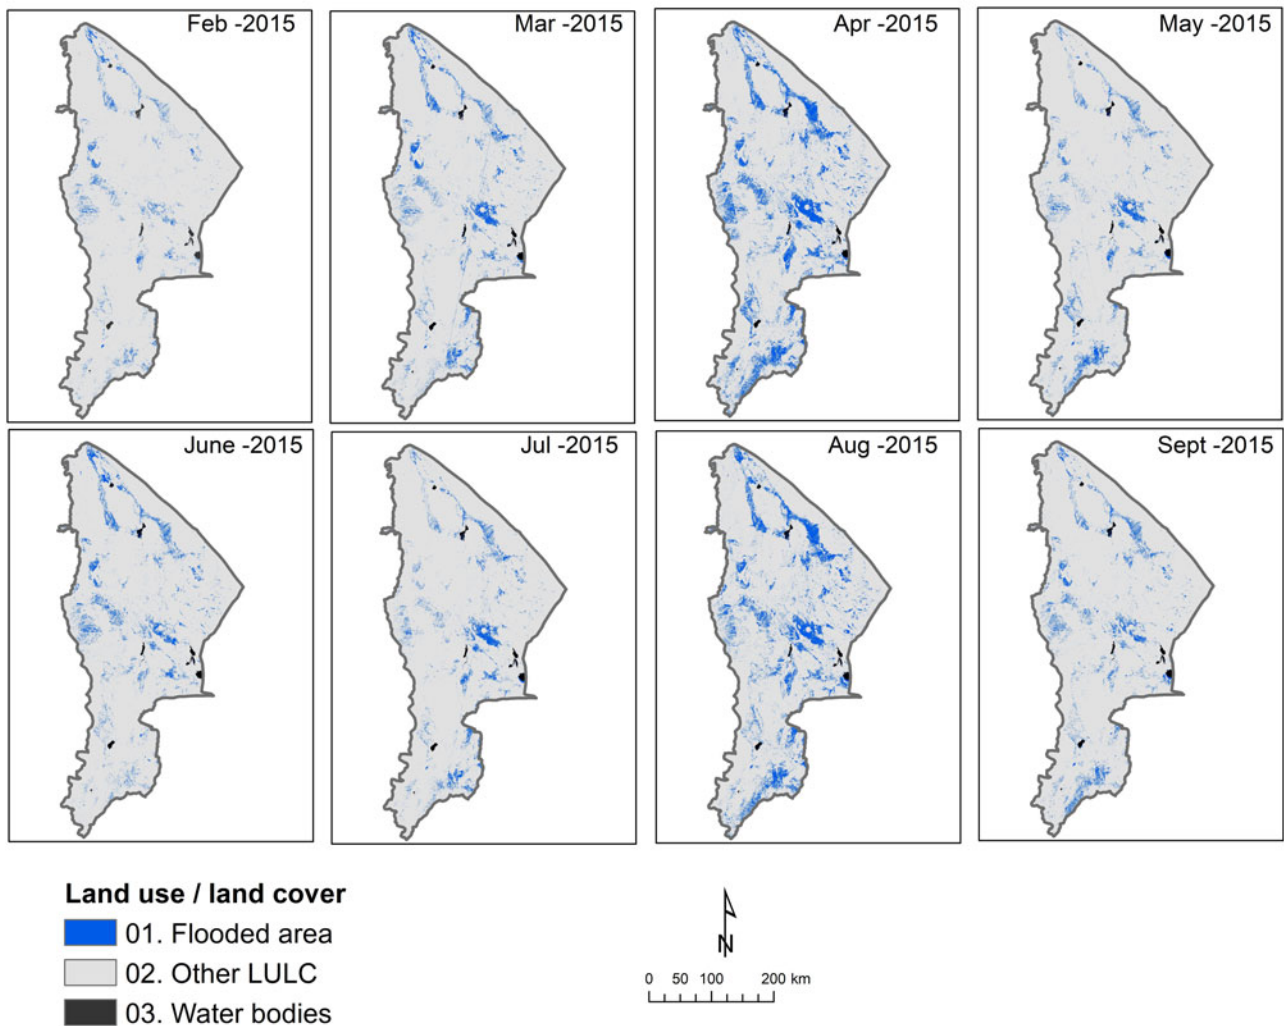 Feb -2015
Mar -2015
Apr -2015
May -2015
June -2015
Jul -2015
Aug -2015
Sept -2015
Land use / land cover
01. Flooded area
02. Other LULC
03. Water bodies
N
0 50 100 200 km